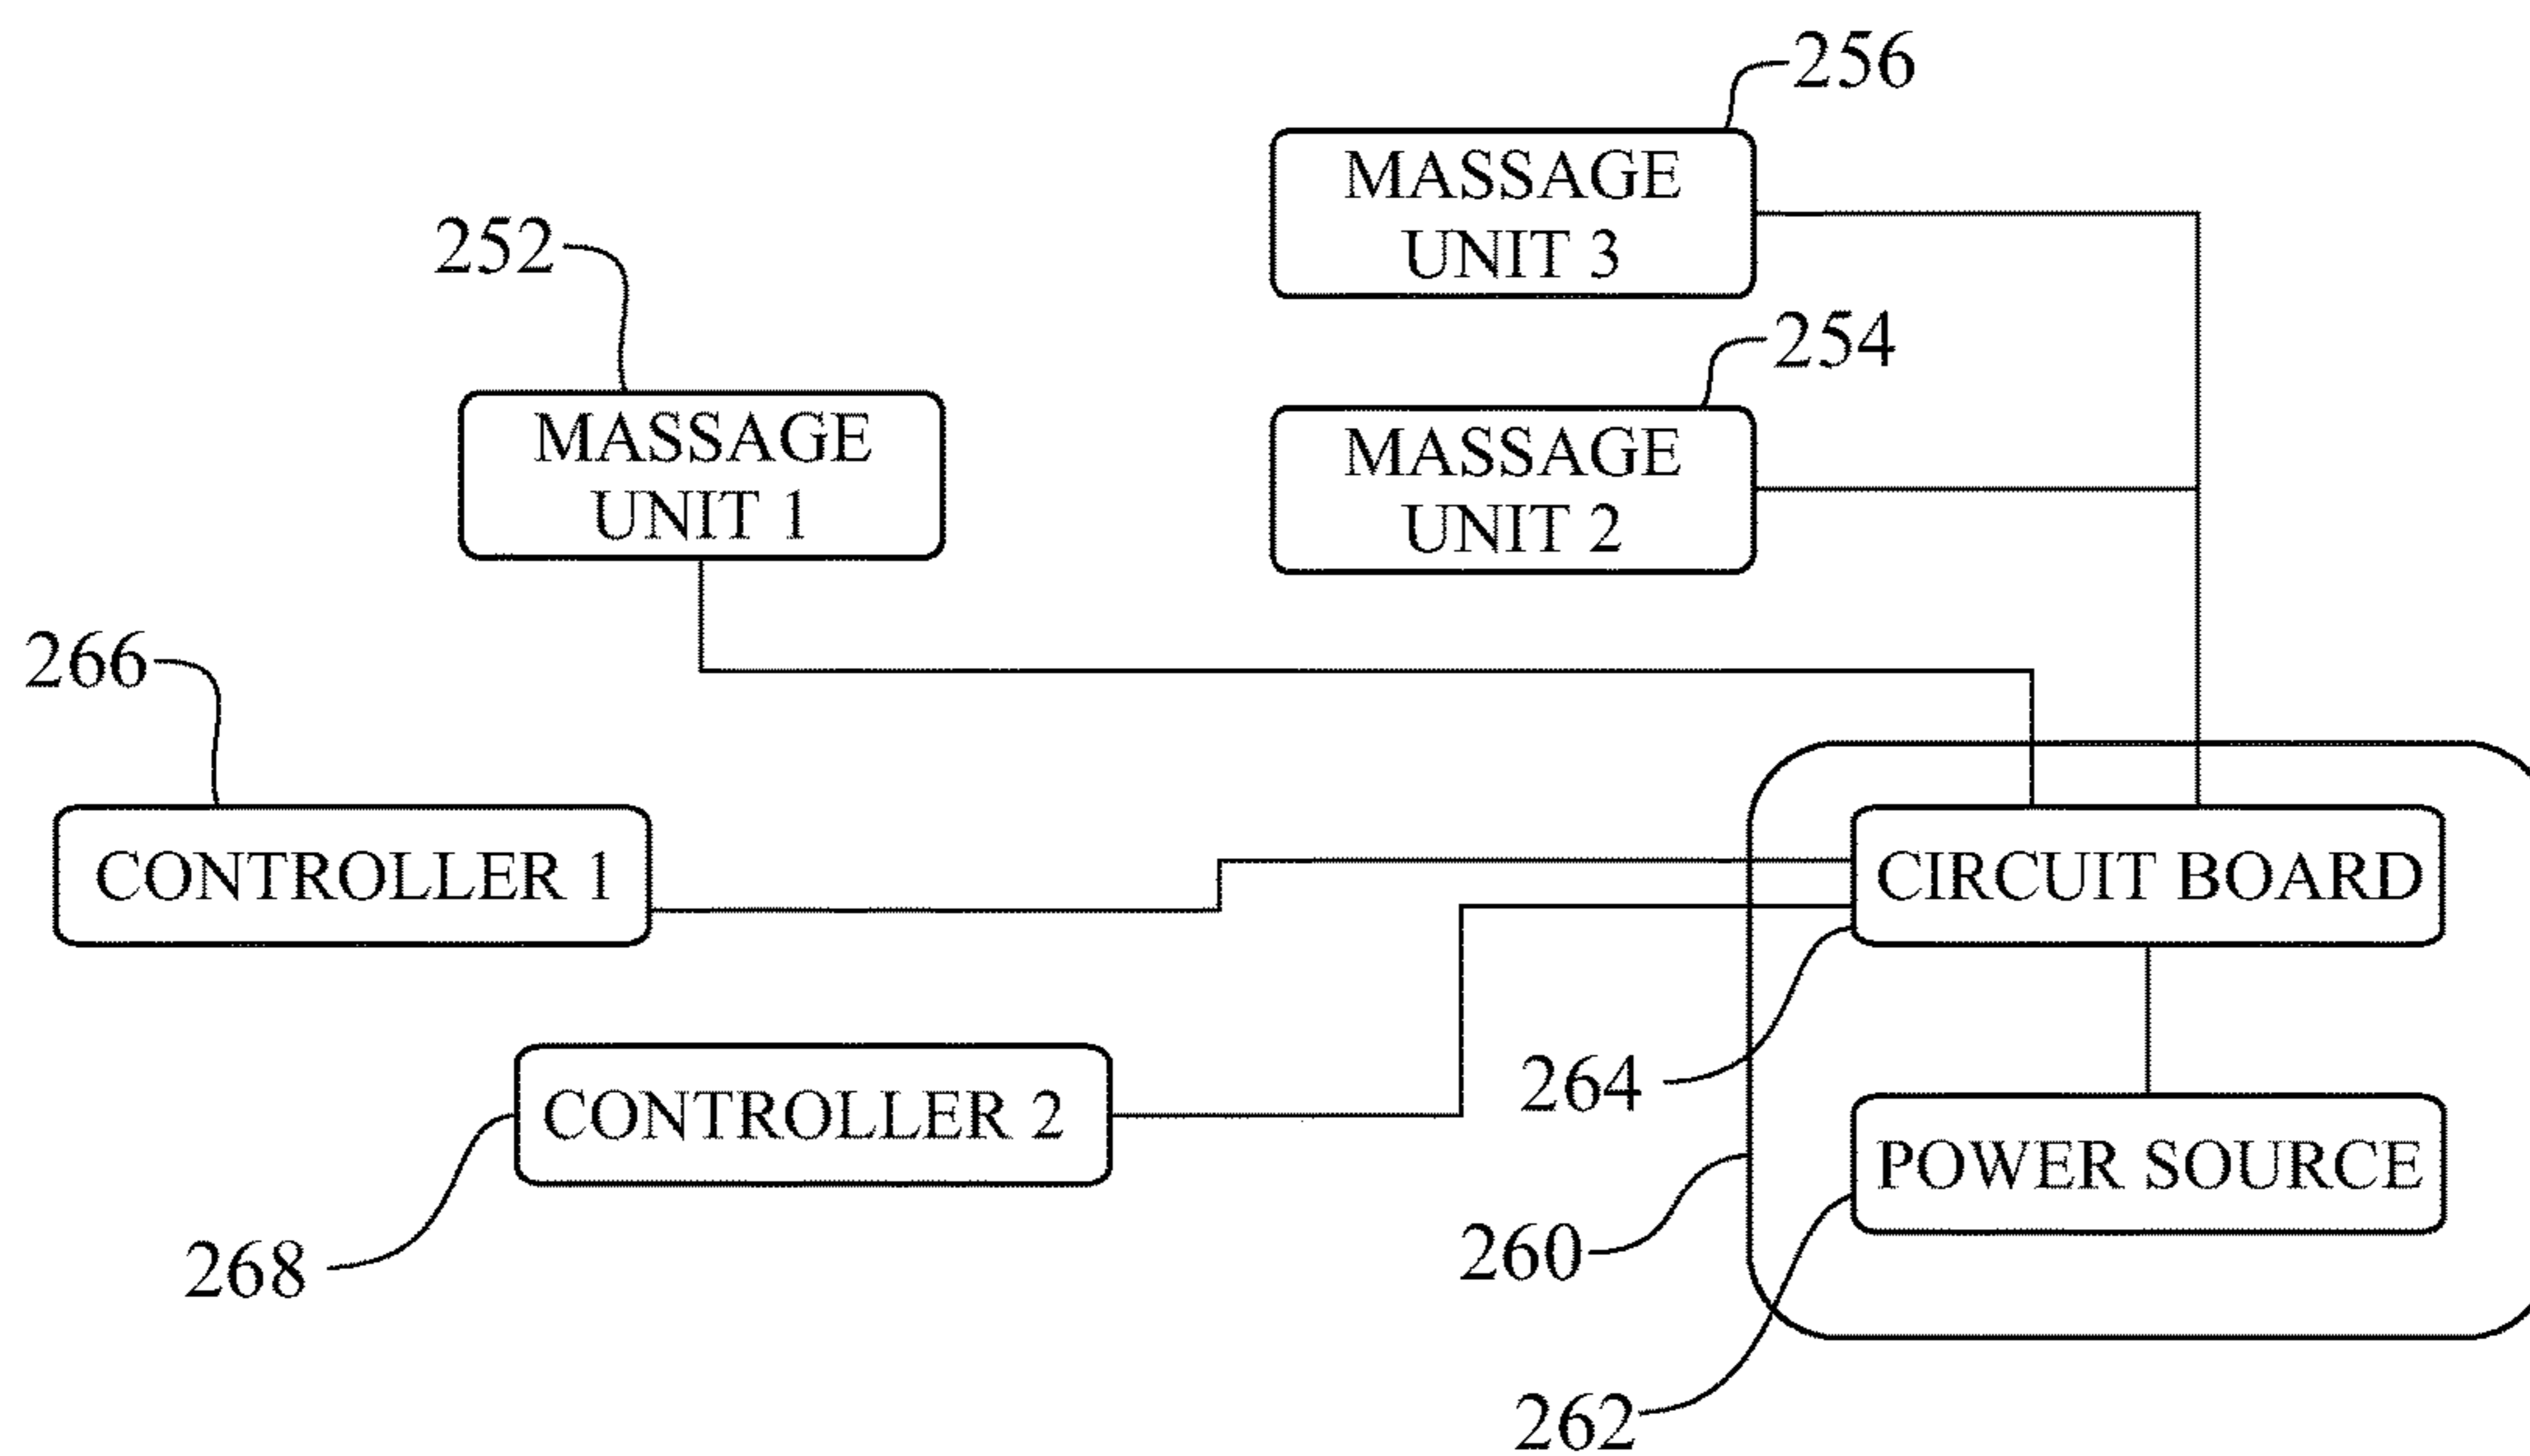 256
MASSAGE
UNIT 3
252
254
MASSAGE
UNIT 1
MASSAGE
UNIT 2
266
CONTROLLER 1
CIRCUIT BOARD
264
CONTROLLER 2
POWER SOURCE
260
268
262